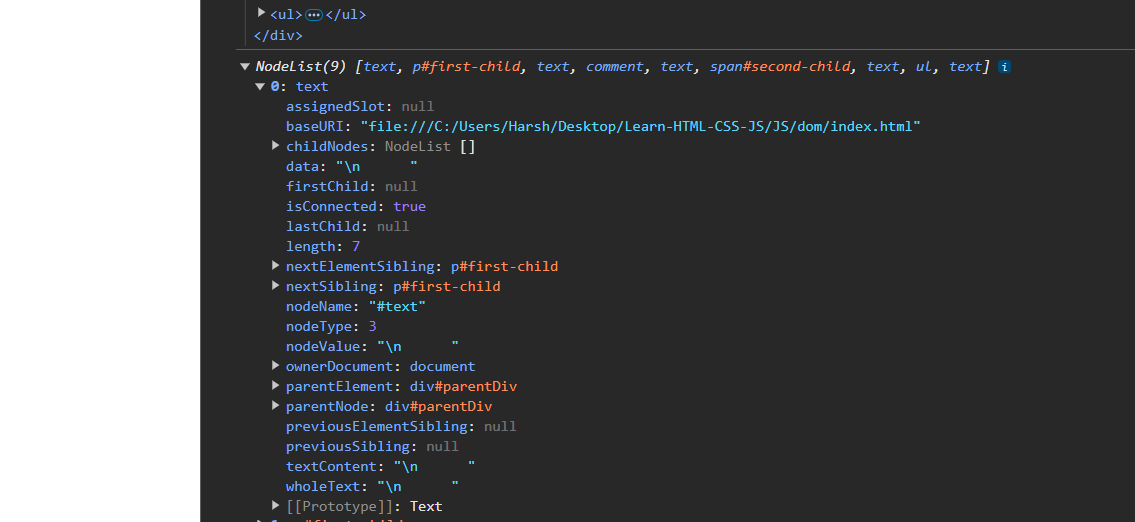 <ul>…</ul>
</div>
NodeList(9) [text, p#first-child, text, comment, text, span#second-child, text, ul, text] i
0: text
assignedSlot: null
baseURI: "file:///C:/Users/Harsh/Desktop/Learn-HTML-CSS-JS/JS/dom/index.html"
childNodes: NodeList []
data: "\n      "
firstChild: null
isConnected: true
lastChild: null
length: 7
nextElementSibling: p#first-child
nextSibling: p#first-child
nodeName: "#text"
nodeType: 3
nodeValue: "\n      "
ownerDocument: document
parentElement: div#parentDiv
parentNode: div#parentDiv
previousElementSibling: null
previousSibling: null
textContent: "\n      "
wholeText: "\n      "
[[Prototype]]: Text